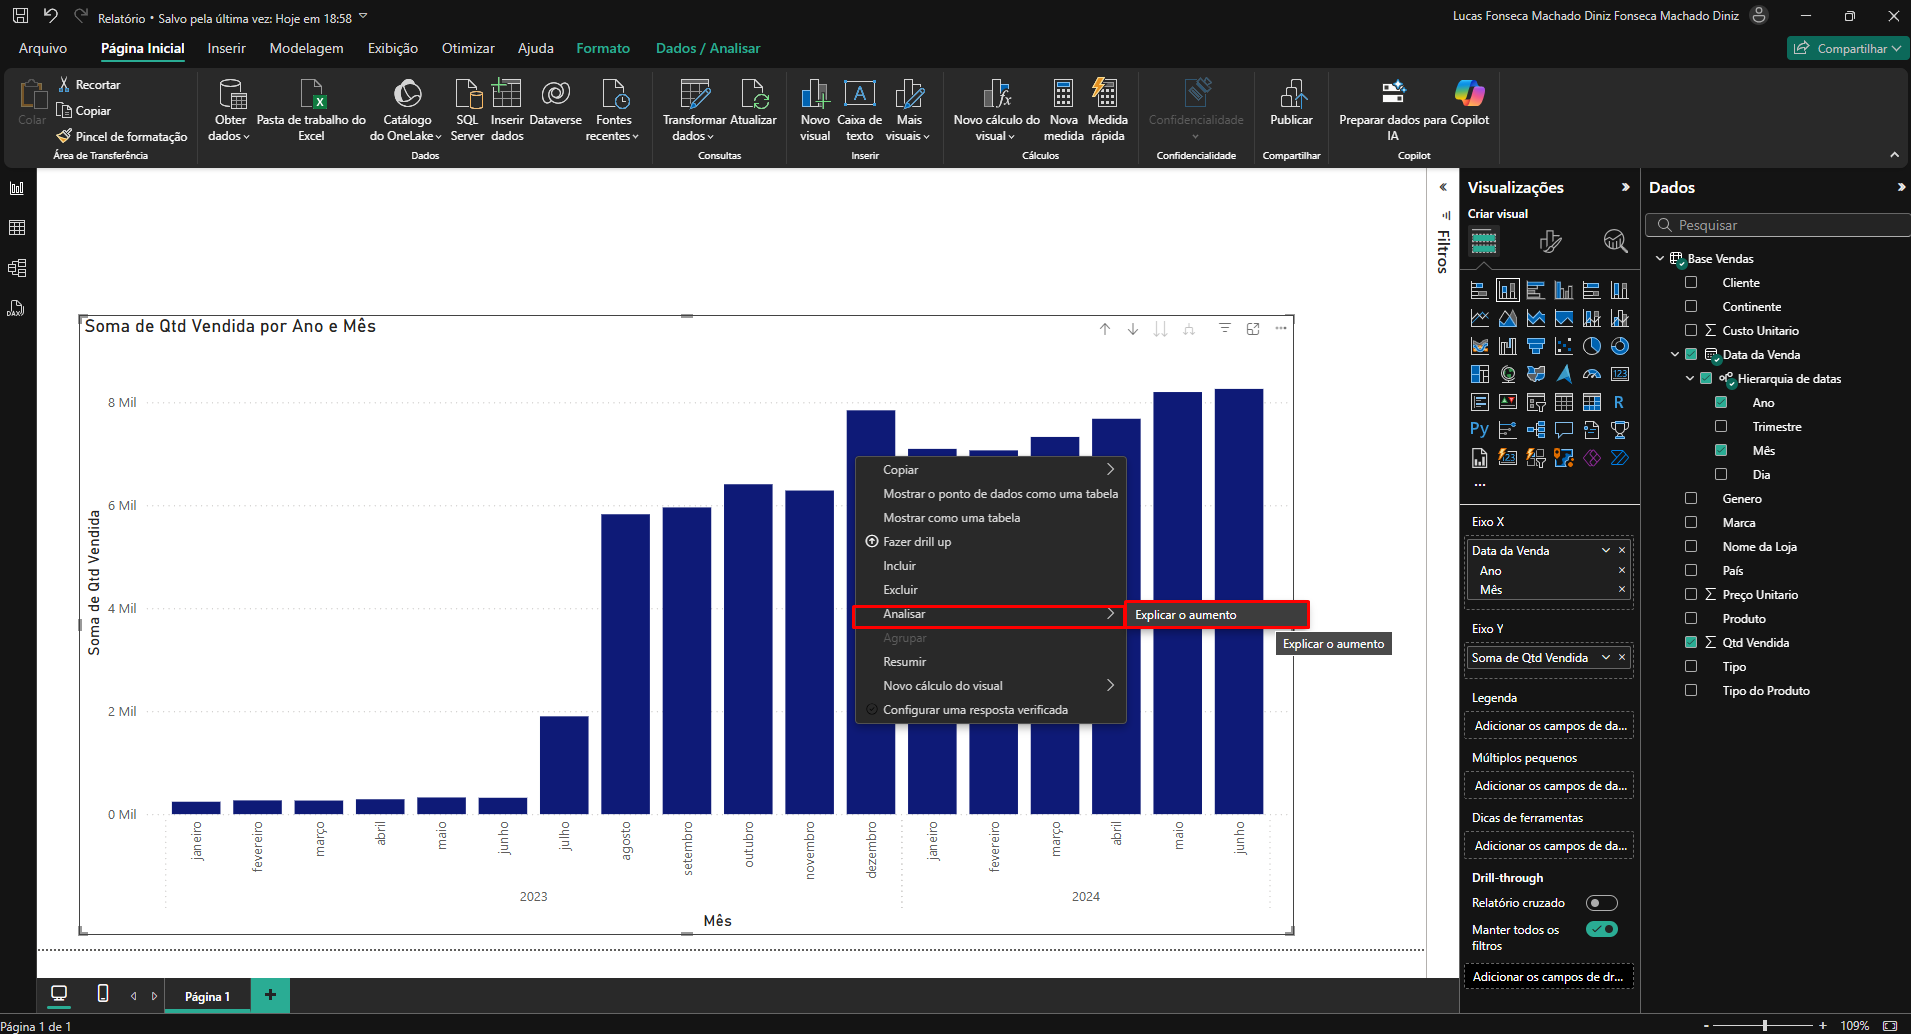 Relatório • Salvo pela última vez: Hoje em 18:58
Lucas Fonseca Machado Diniz Fonseca Machado Diniz
Arquivo
Página Inicial
Inserir
Modelagem
Exibição
Otimizar
Ajuda
Formato
Dados / Analisar
Compartilhar
Colar
Recortar
Copiar
Pincel de formatação
Área de Transferência
Obter
dados
Pasta de trabalho do
Excel
Catálogo
do OneLake
SQL
Server
Inserir
dados
Dataverse
Fontes
recentes
Dados
Transformar
dados
Atualizar
Consultas
Novo
visual
Caixa de
texto
Mais
visuais
Inserir
Novo cálculo do
visual
Nova
medida
Medida
rápida
Cálculos
Confidencialidade
Confidencialidade
Publicar
Compartilhar
Preparar dados para
IA
Copilot
Copilot
DAX
Soma de Qtd Vendida por Ano e Mês
Soma de Qtd Vendida
8 Mil
6 Mil
4 Mil
2 Mil
0 Mil
janeiro
fevereiro
março
abril
maio
junho
julho
agosto
setembro
outubro
novembro
dezembro
janeiro
fevereiro
março
abril
maio
junho
2023
2024
Mês
Copiar
Mostrar o ponto de dados como uma tabela
Mostrar como uma tabela
Fazer drill up
Incluir
Excluir
Analisar
Explicar o aumento
Explicar o aumento
Agrupar
Resumir
Novo cálculo do visual
Configurar uma resposta verificada
Filtros
Visualizações
Criar visual
123
R
Py
123
...
Eixo X
Data da Venda
Ano
Mês
Eixo Y
Soma de Qtd Vendida
Legenda
Adicionar os campos de da...
Múltiplos pequenos
Adicionar os campos de da...
Dicas de ferramentas
Adicionar os campos de da...
Drill-through
Relatório cruzado
Manter todos os
filtros
Adicionar os campos de dr...
Dados
Pesquisar
Base Vendas
Cliente
Continente
Custo Unitario
Data da Venda
Hierarquia de datas
Ano
Trimestre
Mês
Dia
Genero
Marca
Nome da Loja
País
Preço Unitario
Produto
Qtd Vendida
Tipo
Tipo do Produto
Página 1
Página 1 de 1
- + 109%